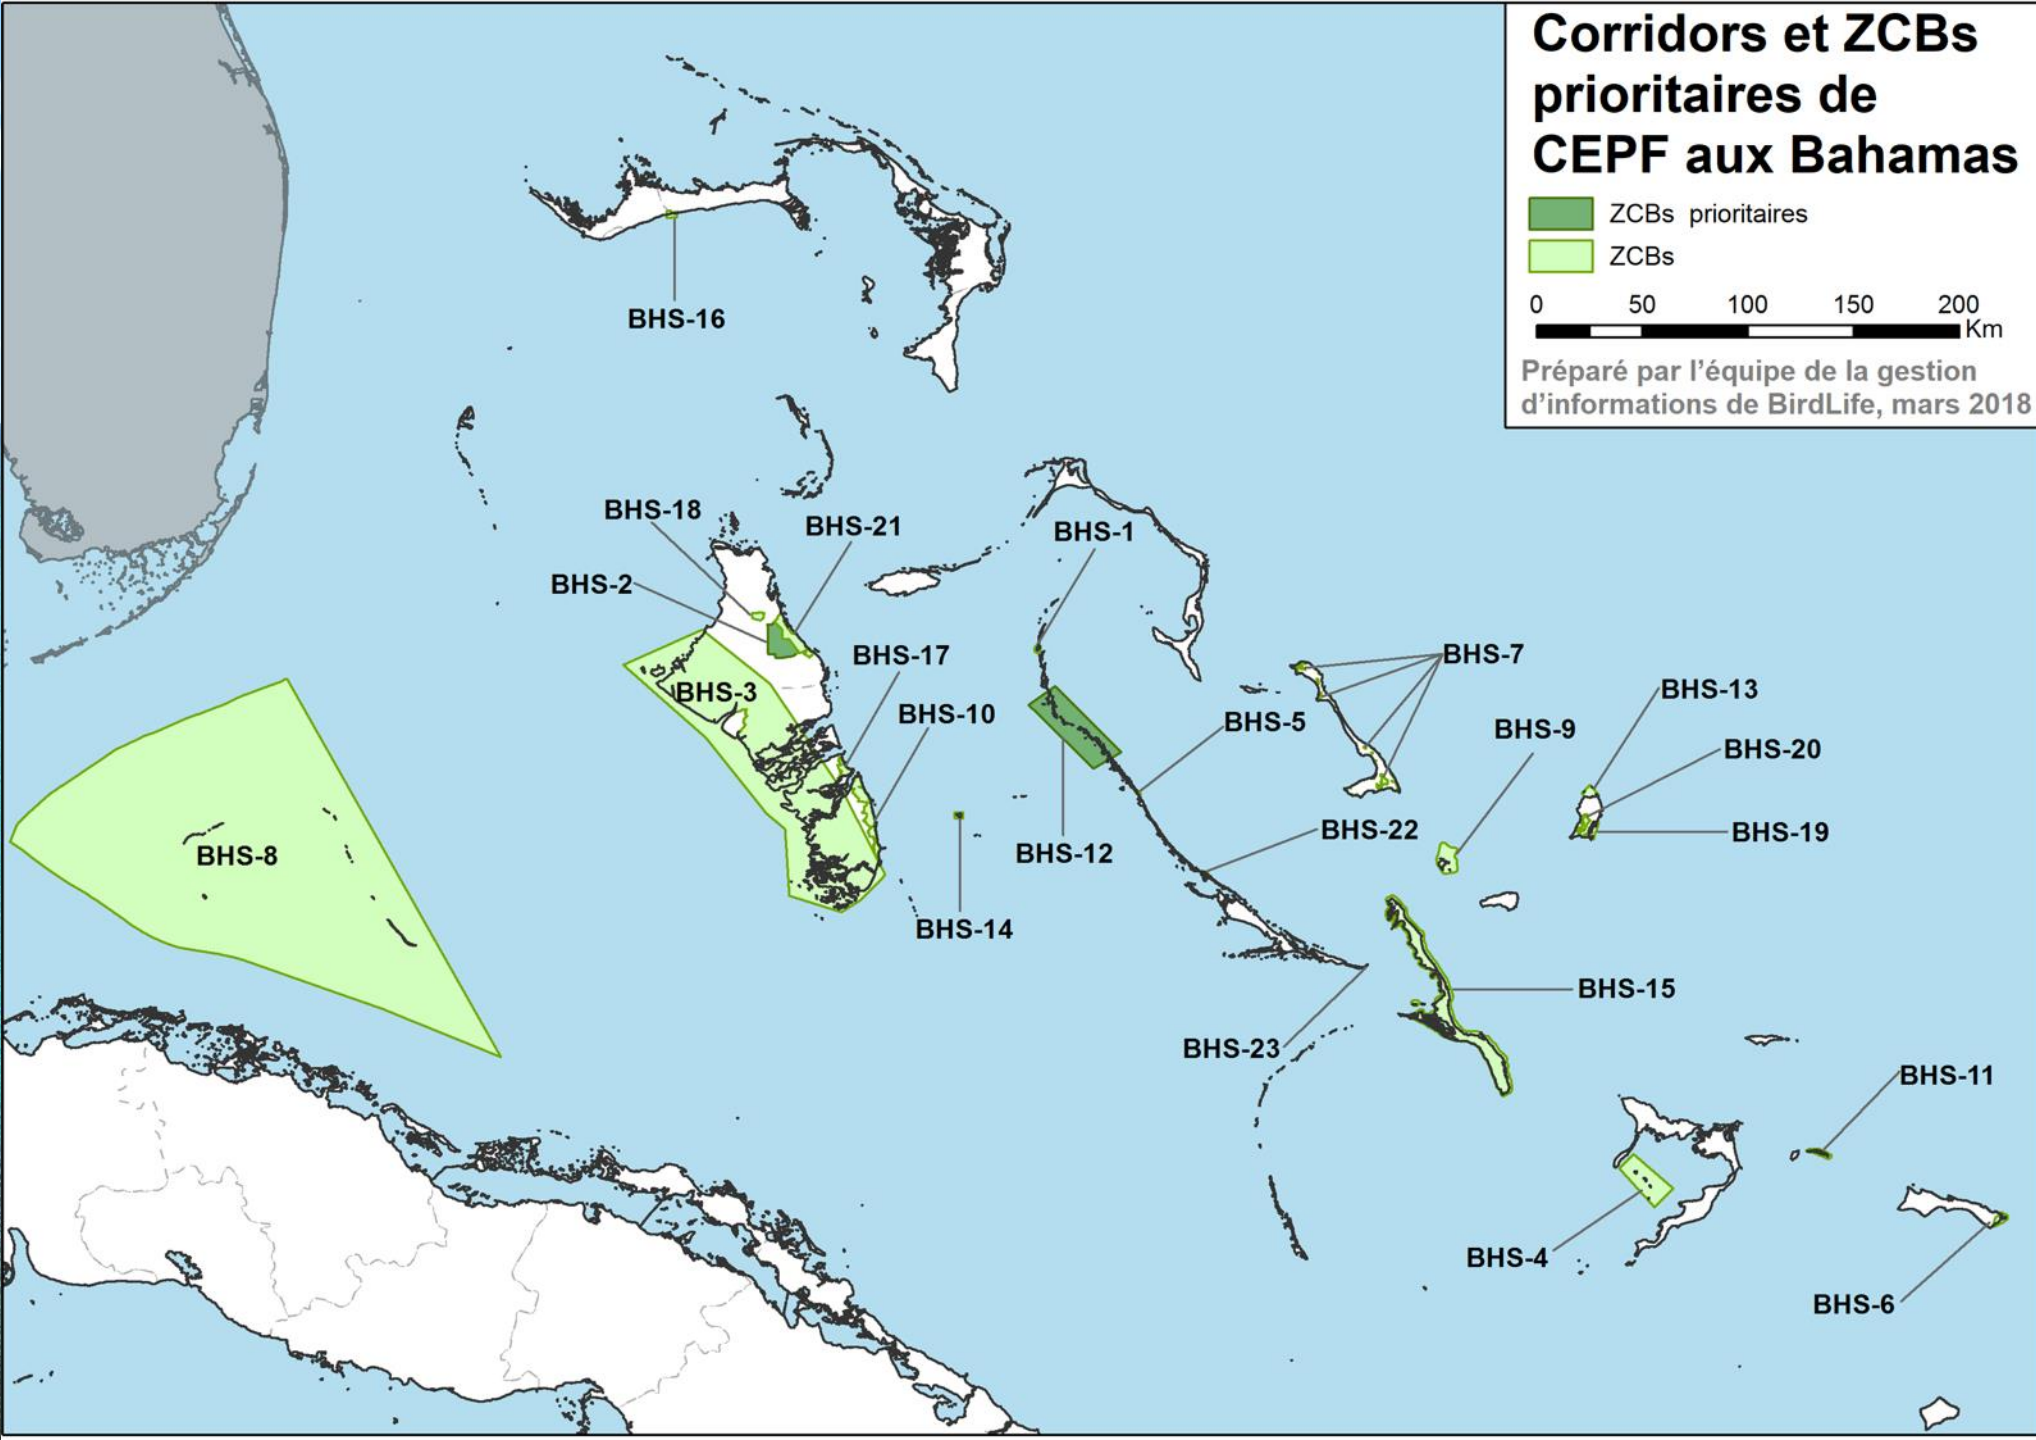 Corridors et ZCBs
prioritaires de
CEPF aux Bahamas
ZCBs prioritaires
ZCBs
0 50 100 150 200
Km
Préparé par l'équipe de la gestion
d'informations de BirdLife, mars 2018
BHS-16
BHS-18
BHS-21
BHS-1
BHS-2
BHS-17
BHS-7
BHS-3
BHS-13
BHS-10
BHS-5
BHS-9
BHS-20
BHS-22
BHS-19
BHS-12
BHS-8
BHS-14
BHS-15
BHS-23
BHS-11
BHS-4
BHS-6